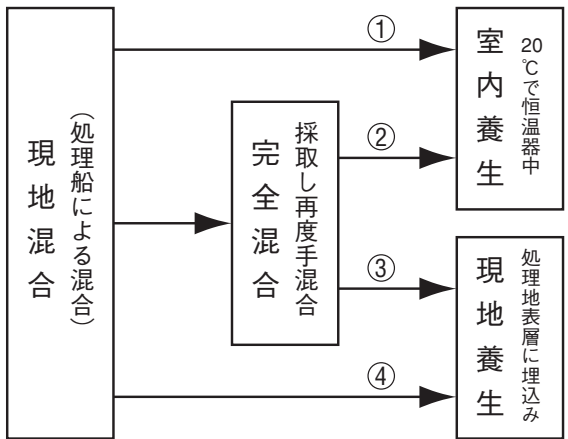 現地混合
（処理船による混合）
完全混合
採取し再度手混合
①
②
③
④
室内養生
20℃で恒温器中
現地養生
処理地表層に埋込み